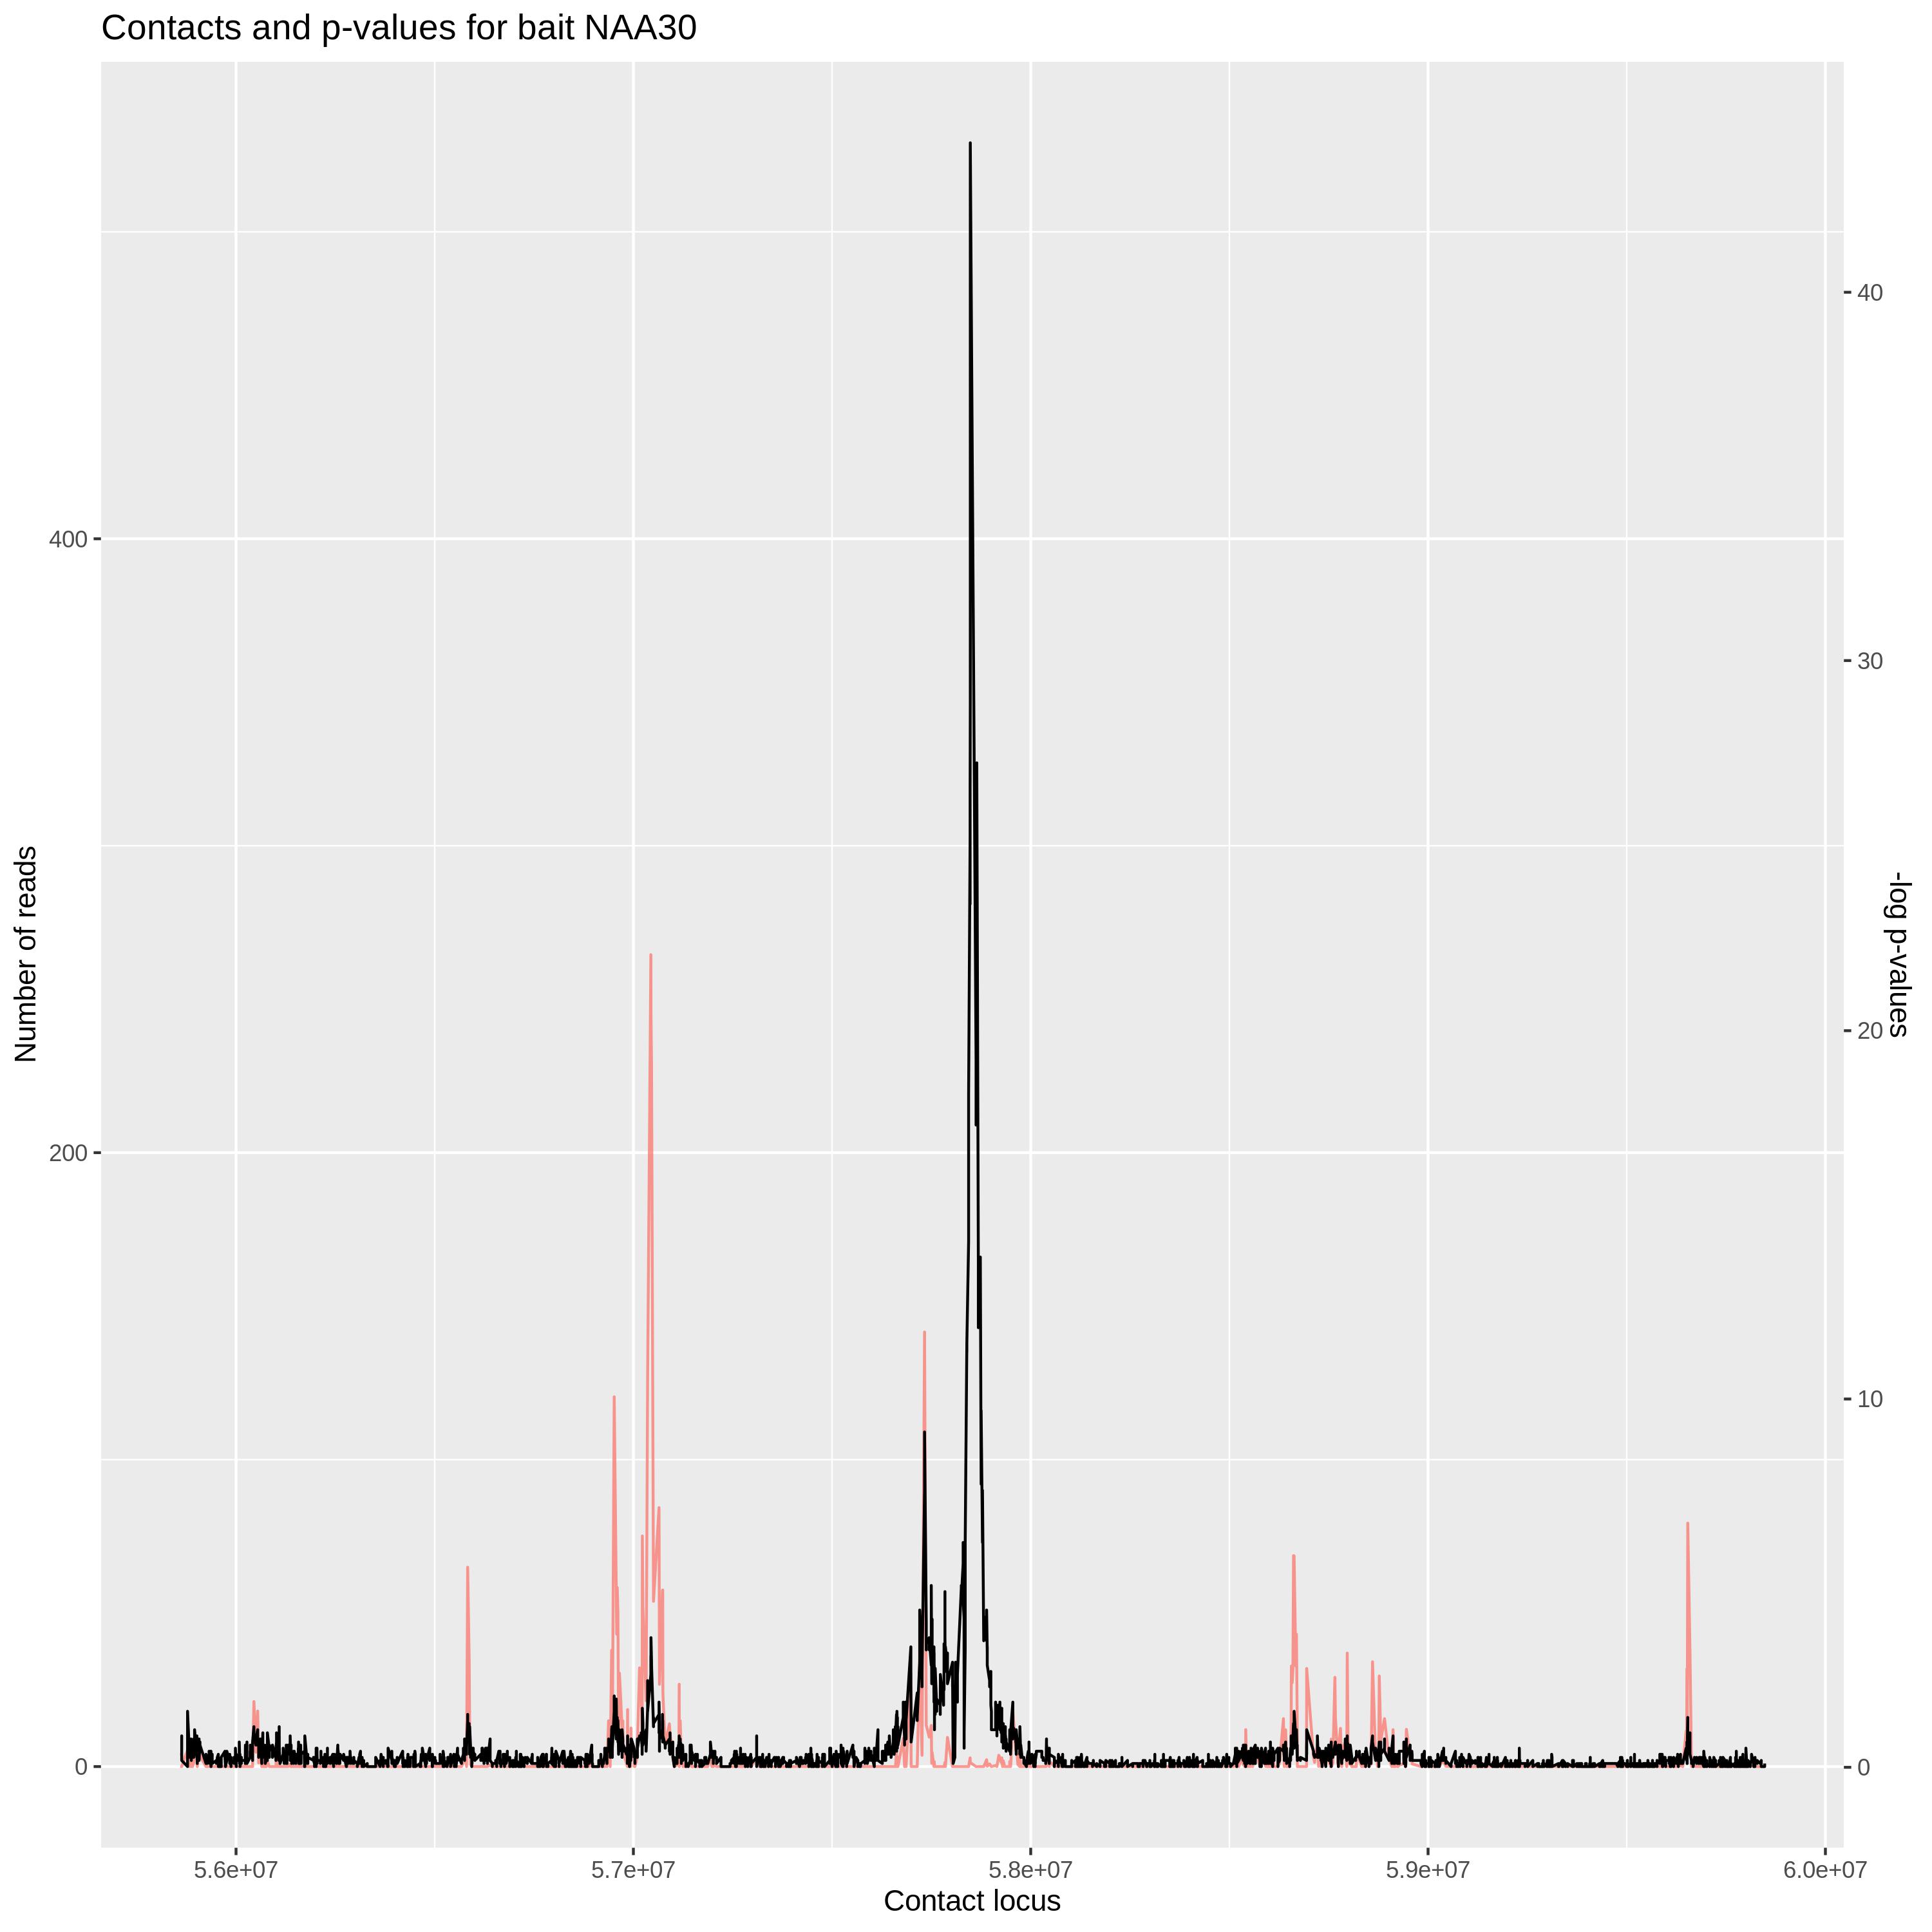 Contacts and p-values for bait NAA30
Number of reads
400
200
0
40
30
20
10
0
-log p-values
5.6e+07
5.7e+07
5.8e+07
5.9e+07
6.0e+07
Contact locus